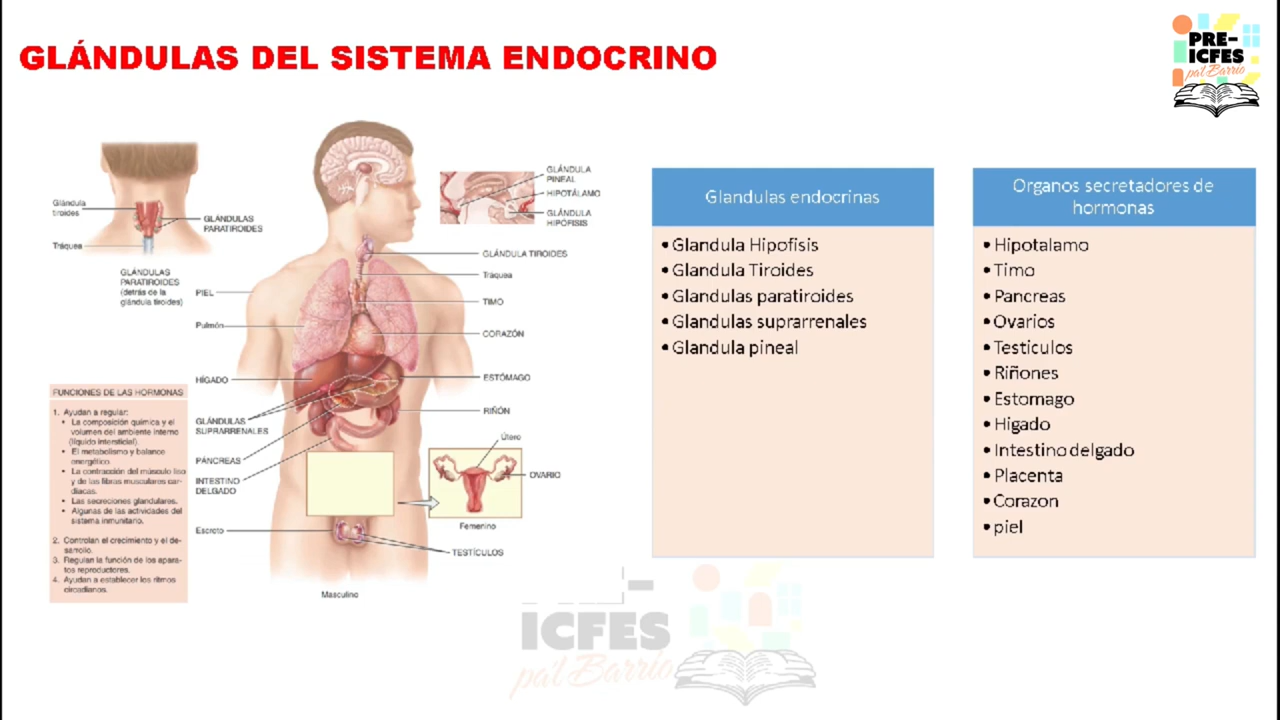 GLÁNDULAS DEL SISTEMA ENDOCRINO
PRE-
ICFES
pa'l Barrio
Glándula
tiroides
Tráquea
GLÁNDULAS
PARATIROIDES
GLÁNDULAS
PARATIROIDES
(detrás de la
glándula tiroides)
GLÁNDULA
PINEAL
HIPOTÁLAMO
GLÁNDULA
HIPÓFISIS
GLÁNDULA TIROIDES
Tráquea
TIMO
CORAZÓN
ESTÓMAGO
RIÑÓN
Útero
OVARIO
Femenino
TESTÍCULOS
PIEL
Pulmón
HÍGADO
GLÁNDULAS
SUPRARRENALES
PÁNCREAS
INTESTINO
DELGADO
Escroto
Masculino
FUNCIONES DE LAS HORMONAS
1. Ayudan a regular:
• La composición química y el
volumen del ambiente interno
(líquido intersticial).
• El metabolismo y balance
energético
• La contracción del músculo liso
y de las fibras musculares car-
díacas.
• Las secreciones glandulares.
• Algunas de las actividades del
sistema inmunitario.
2. Controlan el crecimiento y el de-
sarrollo.
3. Regulan la función de los apara-
tos reproductores.
4. Ayudan a establecer los ritmos
circadianos.
Glandulas endocrinas
• Glandula Hipofisis
• Glandula Tiroides
• Glandulas paratiroides
• Glandulas suprarrenales
• Glandula pineal
Organos secretadores de
hormonas
• Hipotalamo
• Timo
• Pancreas
• Ovarios
• Testiculos
• Riñones
• Estomago
• Higado
• Intestino delgado
• Placenta
• Corazon
• piel
ICFES
pa'l Barrio